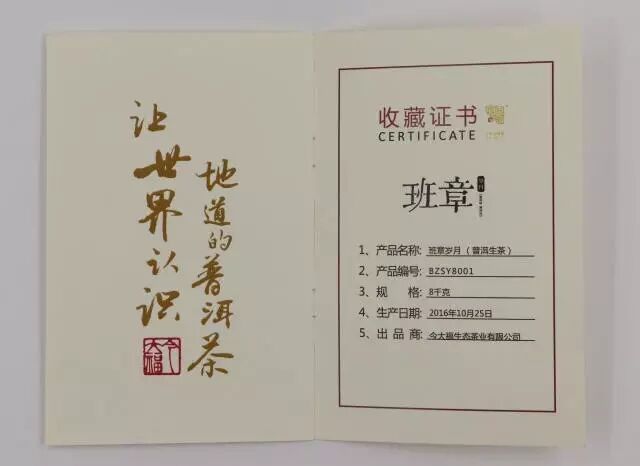 让世界认识
地道的普洱茶
今大福
收藏证书
CERTIFICATE
班章
1、产品名称: 班章岁月（普洱生茶）
2、产品编号: BZSY8001
3、规 格: 8千克
4、生产日期: 2016年10月25日
5、出 品 商: 今大福生态茶业有限公司